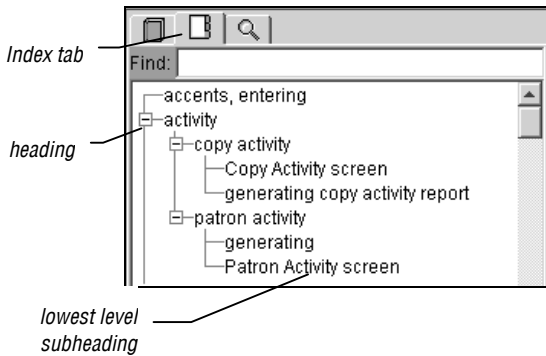 Index tab
Find:
accents, entering
activity
heading
copy activity
Copy Activity screen
generating copy activity report
patron activity
generating
Patron Activity screen
lowest level
subheading